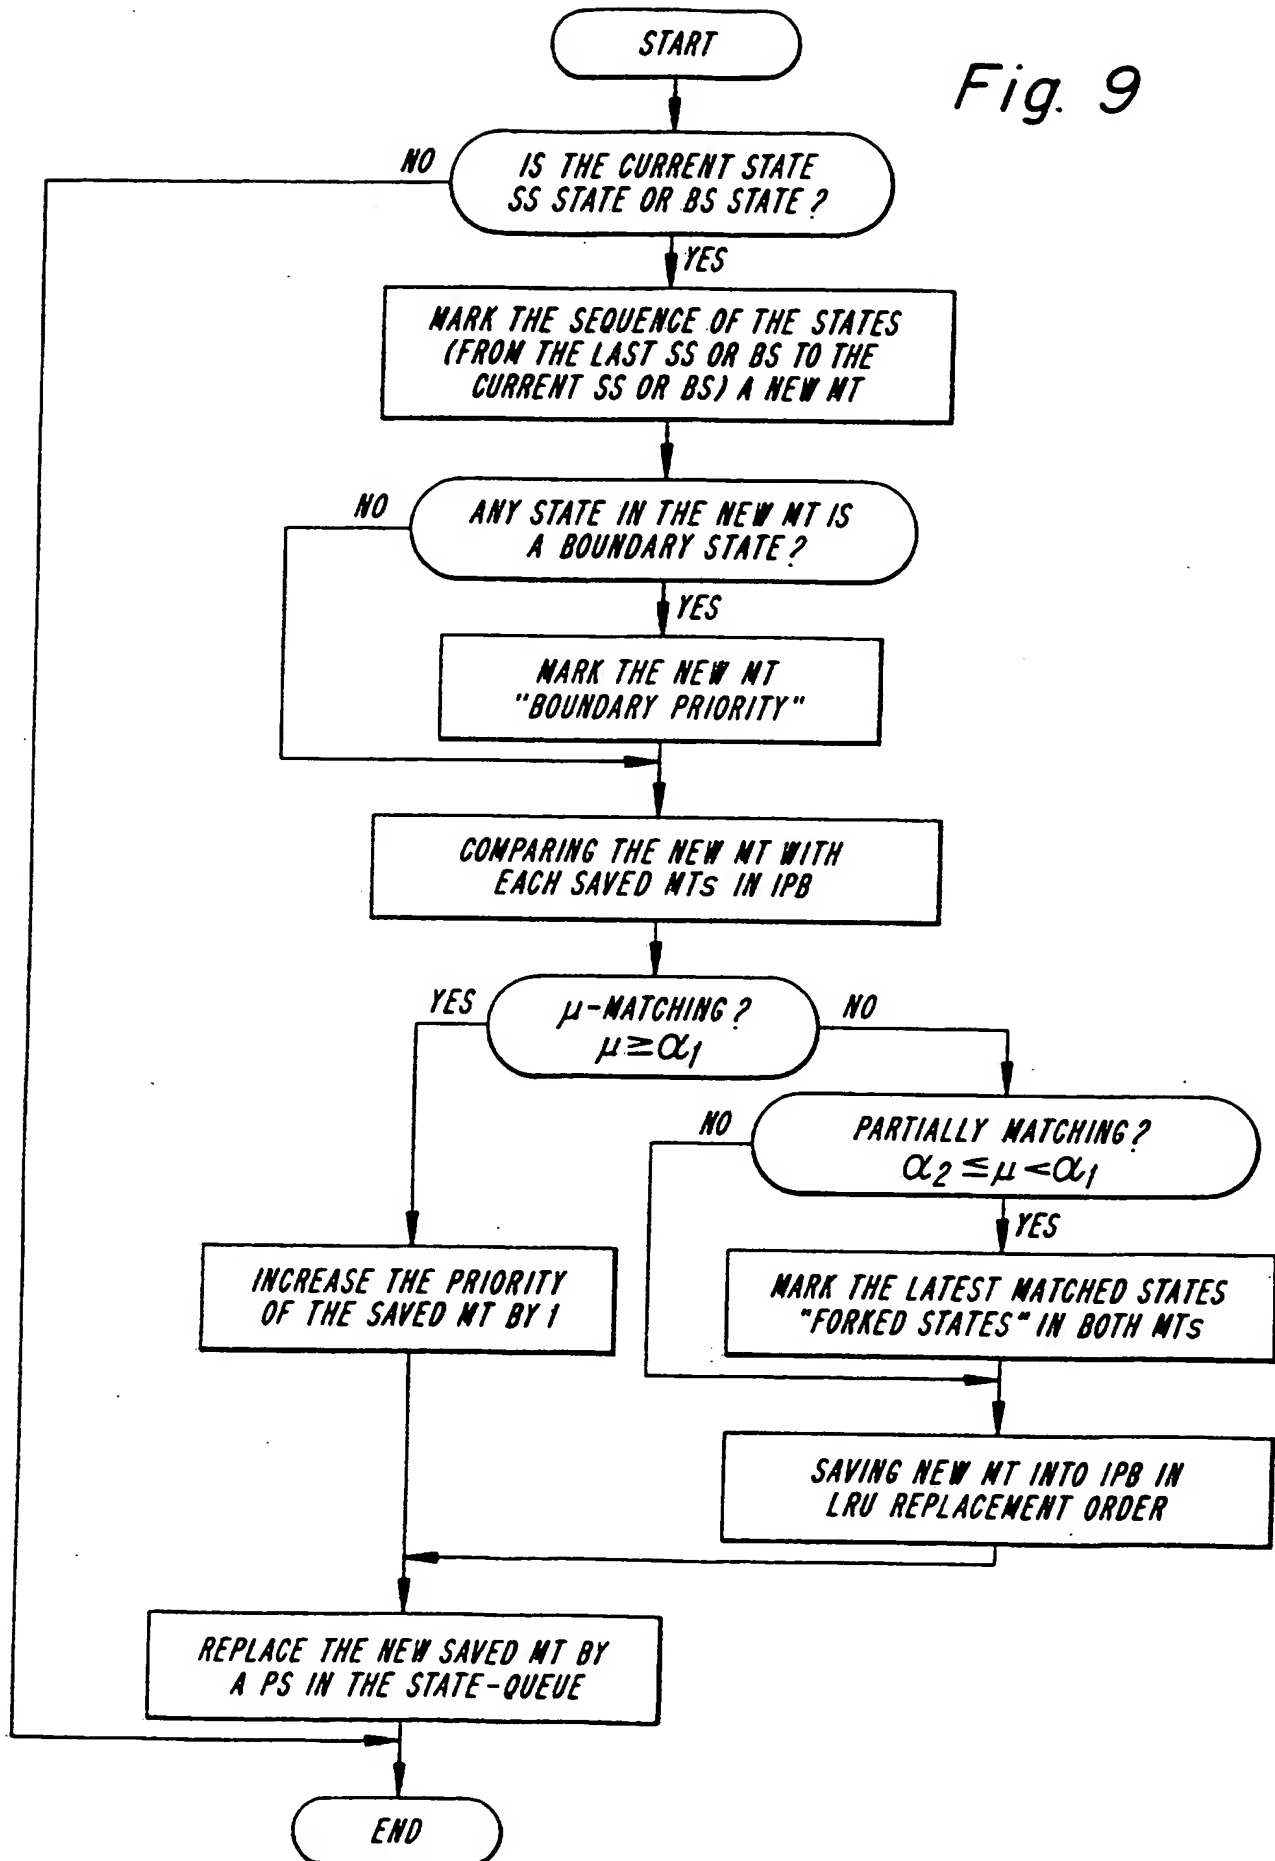 START
Fig. 9
NO
IS THE CURRENT STATE
SS STATE OR BS STATE?
YES
MARK THE SEQUENCE OF THE STATES
(FROM THE LAST SS OR BS TO THE
CURRENT SS OR BS) A NEW MT
NO
ANY STATE IN THE NEW MT IS
A BOUNDARY STATE?
YES
MARK THE NEW MT
"BOUNDARY PRIORITY"
COMPARING THE NEW MT WITH
EACH SAVED MTs IN IPB
YES
μ-MATCHING?
μ≥α1
NO
NO
PARTIALLY MATCHING?
α2≤μ<α1
YES
INCREASE THE PRIORITY
OF THE SAVED MT BY 1
MARK THE LATEST MATCHED STATES
"FORKED STATES" IN BOTH MTs
SAVING NEW MT INTO IPB IN
LRU REPLACEMENT ORDER
REPLACE THE NEW SAVED MT BY
A PS IN THE STATE-QUEUE
END